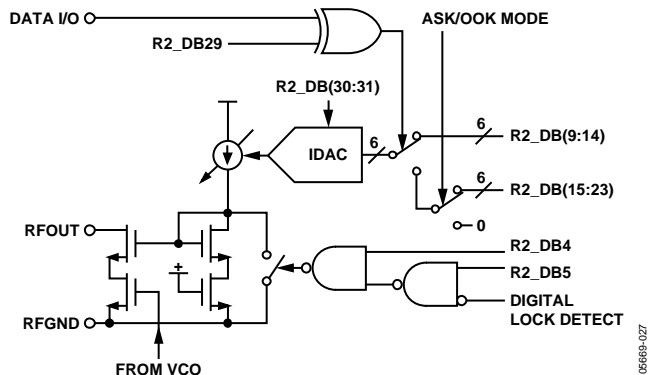 DATA I/O
ASK/OOK MODE
R2_DB29
R2_DB(30:31)
6
IDAC
6
R2_DB(9:14)
6
R2_DB(15:23)
0
RFOUT
R2_DB4
R2_DB5
+
DIGITAL
LOCK DETECT
RFGND
FROM VCO
05669-027